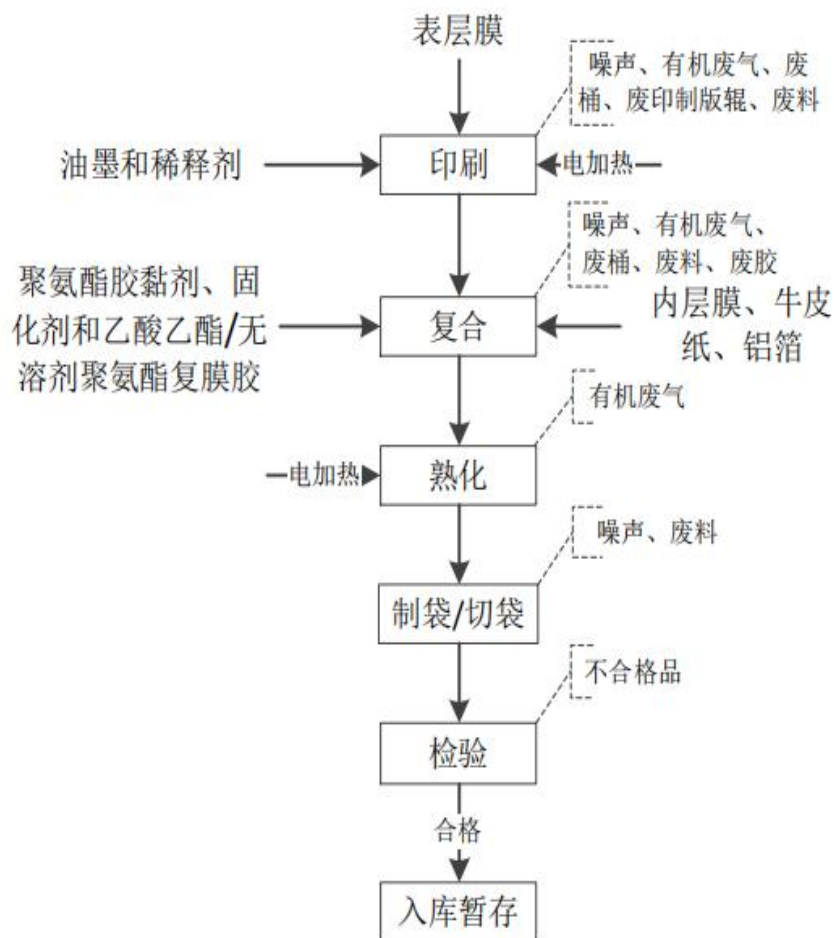 表层膜
噪声、有机废气、废
桶、废印制版辊、废料
油墨和稀释剂
印刷
电加热
噪声、有机废气、
废桶、废料、废胶
聚氨酯胶黏剂、固
化剂和乙酸乙酯/无
溶剂聚氨酯复膜胶
复合
内层膜、牛皮
纸、铝箔
有机废气
电加热
熟化
噪声、废料
制袋/切袋
不合格品
检验
合格
入库暂存